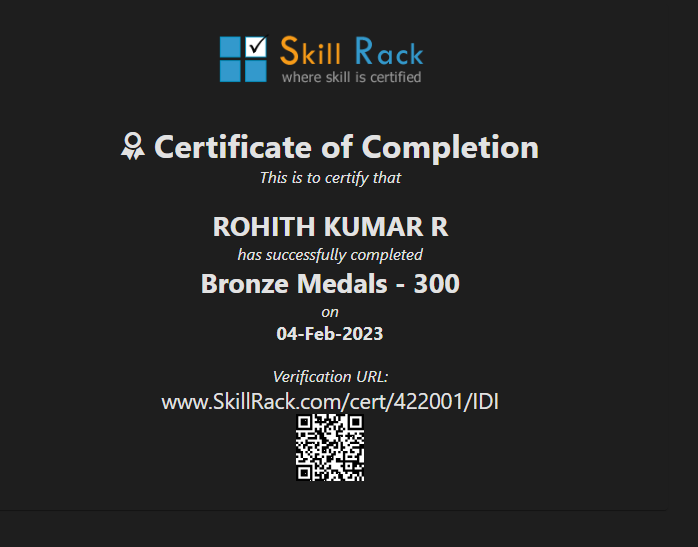 Skill Rack
where skill is certified
Certificate of Completion
This is to certify that
ROHITH KUMAR R
has successfully completed
Bronze Medals - 300
on
04-Feb-2023
Verification URL:
www.SkillRack.com/cert/422001/IDI